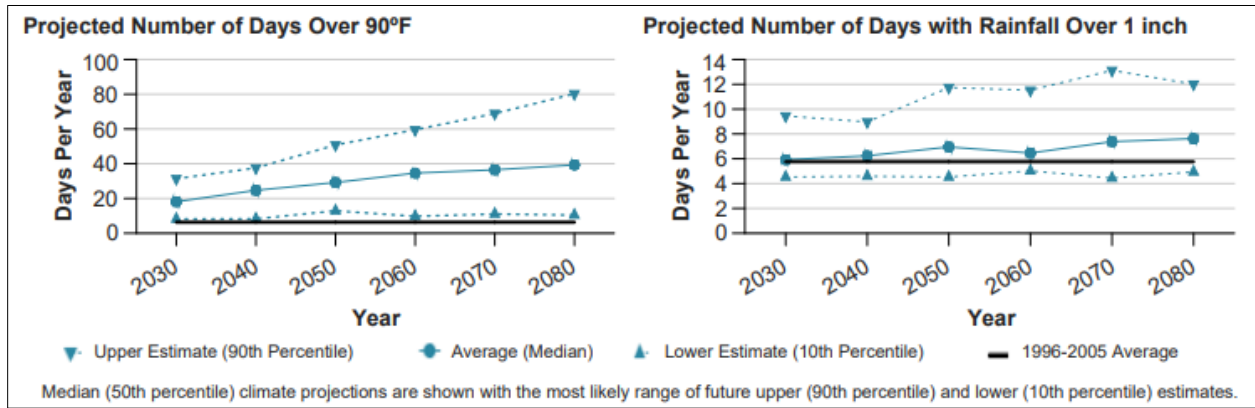 Projected Number of Days Over 90ºF
100
80
60
40
20
0
Days Per Year
2030 2040 2050 2060 2070 2080
Year
Projected Number of Days with Rainfall Over 1 inch
14
12
10
8
6
4
2
0
Days Per Year
2030 2040 2050 2060 2070 2080
Year
Upper Estimate (90th Percentile) Average (Median) Lower Estimate (10th Percentile) 1996-2005 Average
Median (50th percentile) climate projections are shown with the most likely range of future upper (90th percentile) and lower (10th percentile) estimates.